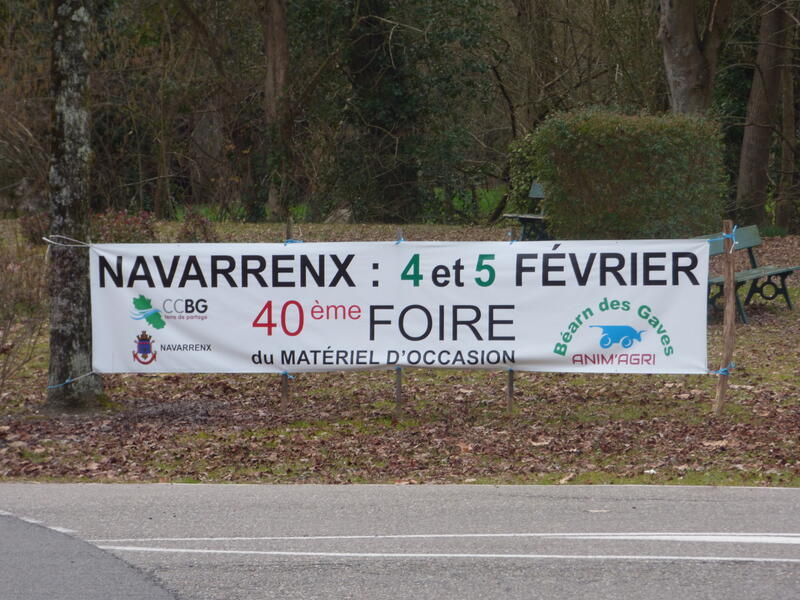 NAVARRENX : 4 et 5 FÉVRIER
CCBG
terre de partage
NAVARRENX
40ème FOIRE
du MATÉRIEL D'OCCASION
Béarn des Gaves
ANIM'AGRI